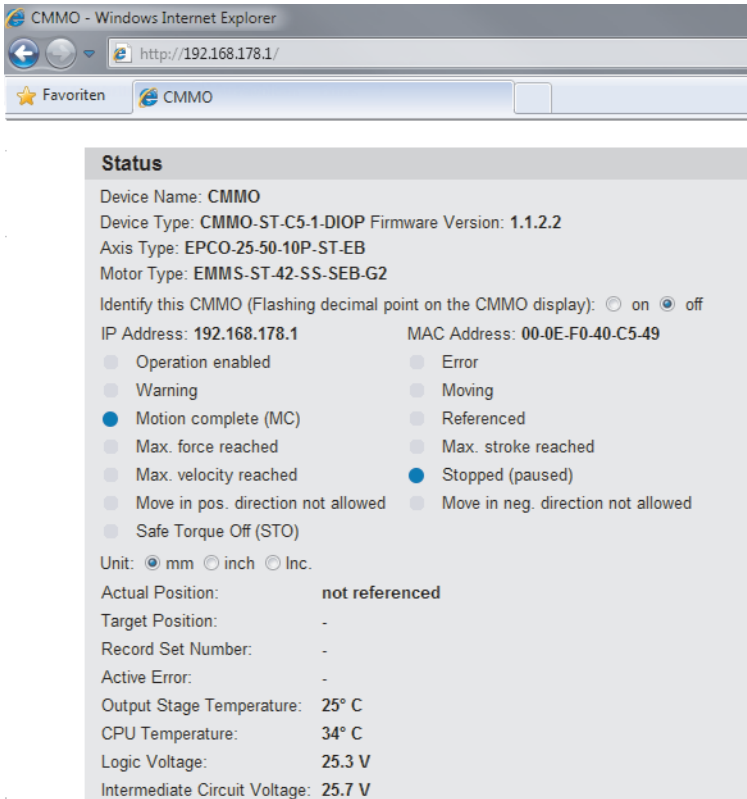 CMMO - Windows Internet Explorer
http://192.168.178.1/
Favoriten CMMO
Status
Device Name: CMMO
Device Type: CMMO-ST-C5-1-DIOP Firmware Version: 1.1.2.2
Axis Type: EPCO-25-50-10P-ST-EB
Motor Type: EMMS-ST-42-SS-SEB-G2
Identify this CMMO (Flashing decimal point on the CMMO display): on off
IP Address: 192.168.178.1 MAC Address: 00-0E-F0-40-C5-49
Operation enabled Error
Warning Moving
Motion complete (MC) Referenced
Max. force reached Max. stroke reached
Max. velocity reached Stopped (paused)
Move in pos. direction not allowed Move in neg. direction not allowed
Safe Torque Off (STO)
Unit: mm inch Inc.
Actual Position: not referenced
Target Position: -
Record Set Number: -
Active Error: -
Output Stage Temperature: 25° C
CPU Temperature: 34° C
Logic Voltage: 25.3 V
Intermediate Circuit Voltage: 25.7 V